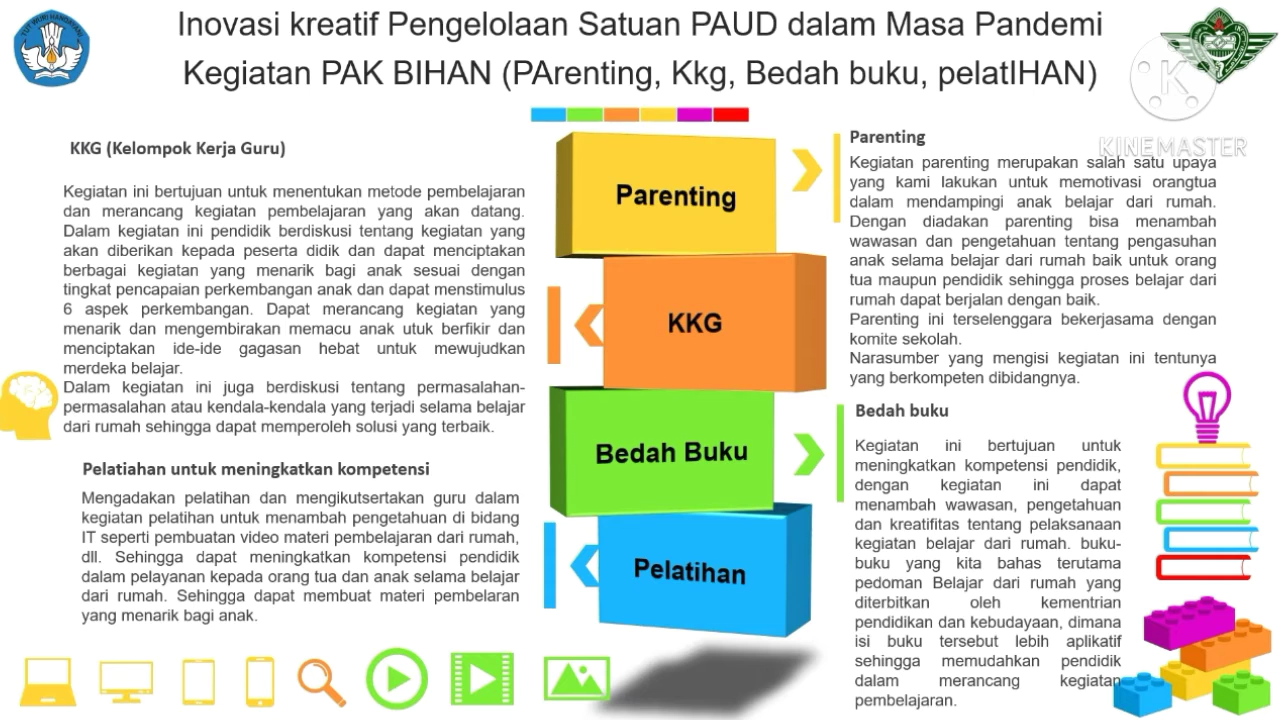 Inovasi kreatif Pengelolaan Satuan PAUD dalam Masa Pandemi
Kegiatan PAK BIHAN (PArenting, Kkg, Bedah buku, pelatIHAN)
TUT WURI HANDAYANI
K
KINEMASTER
KKG (Kelompok Kerja Guru)
Kegiatan ini bertujuan untuk menentukan metode pembelajaran
dan merancang kegiatan pembelajaran yang akan datang.
Dalam kegiatan ini pendidik berdiskusi tentang kegiatan yang
akan diberikan kepada peserta didik dan dapat menciptakan
berbagai kegiatan yang menarik bagi anak sesuai dengan
tingkat pencapaian perkembangan anak dan dapat menstimulus
6 aspek perkembangan. Dapat merancang kegiatan yang
menarik dan mengembirakan memacu anak utuk berfikir dan
menciptakan ide-ide gagasan hebat untuk mewujudkan
merdeka belajar.
Dalam kegiatan ini juga berdiskusi tentang permasalahan-
permasalahan atau kendala-kendala yang terjadi selama belajar
dari rumah sehingga dapat memperoleh solusi yang terbaik.
Pelatiahan untuk meningkatkan kompetensi
Mengadakan pelatihan dan mengikutsertakan guru dalam
kegiatan pelatihan untuk menambah pengetahuan di bidang
IT seperti pembuatan video materi pembelajaran dari rumah,
dll. Sehingga dapat meningkatkan kompetensi pendidik
dalam pelayanan kepada orang tua dan anak selama belajar
dari rumah. Sehingga dapat membuat materi pembelaran
yang menarik bagi anak.
Parenting
KKG
Bedah Buku
Pelatihan
Parenting
Kegiatan parenting merupakan salah satu upaya
yang kami lakukan untuk memotivasi orangtua
dalam mendampingi anak belajar dari rumah.
Dengan diadakan parenting bisa menambah
wawasan dan pengetahuan tentang pengasuhan
anak selama belajar dari rumah baik untuk orang
tua maupun pendidik sehingga proses belajar dari
rumah dapat berjalan dengan baik.
Parenting ini terselenggara bekerjasama dengan
komite sekolah.
Narasumber yang mengisi kegiatan ini tentunya
yang berkompeten dibidangnya.
Bedah buku
Kegiatan ini bertujuan untuk
meningkatkan kompetensi pendidik,
dengan kegiatan ini dapat
menambah wawasan, pengetahuan
dan kreatifitas tentang pelaksanaan
kegiatan belajar dari rumah. buku-
buku yang kita bahas terutama
pedoman Belajar dari rumah yang
diterbitkan oleh kementrian
pendidikan dan kebudayaan, dimana
isi buku tersebut lebih aplikatif
sehingga memudahkan pendidik
dalam merancang kegiatan
pembelajaran.